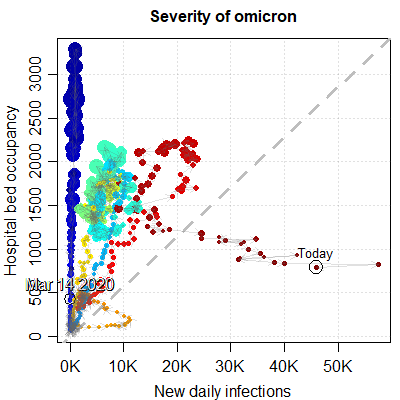 Severity of omicron
Hospital bed occupancy
3000
2500
2000
1500
1000
500
0
Today
Mar 14 2020
0K
10K
20K
30K
40K
50K
New daily infections